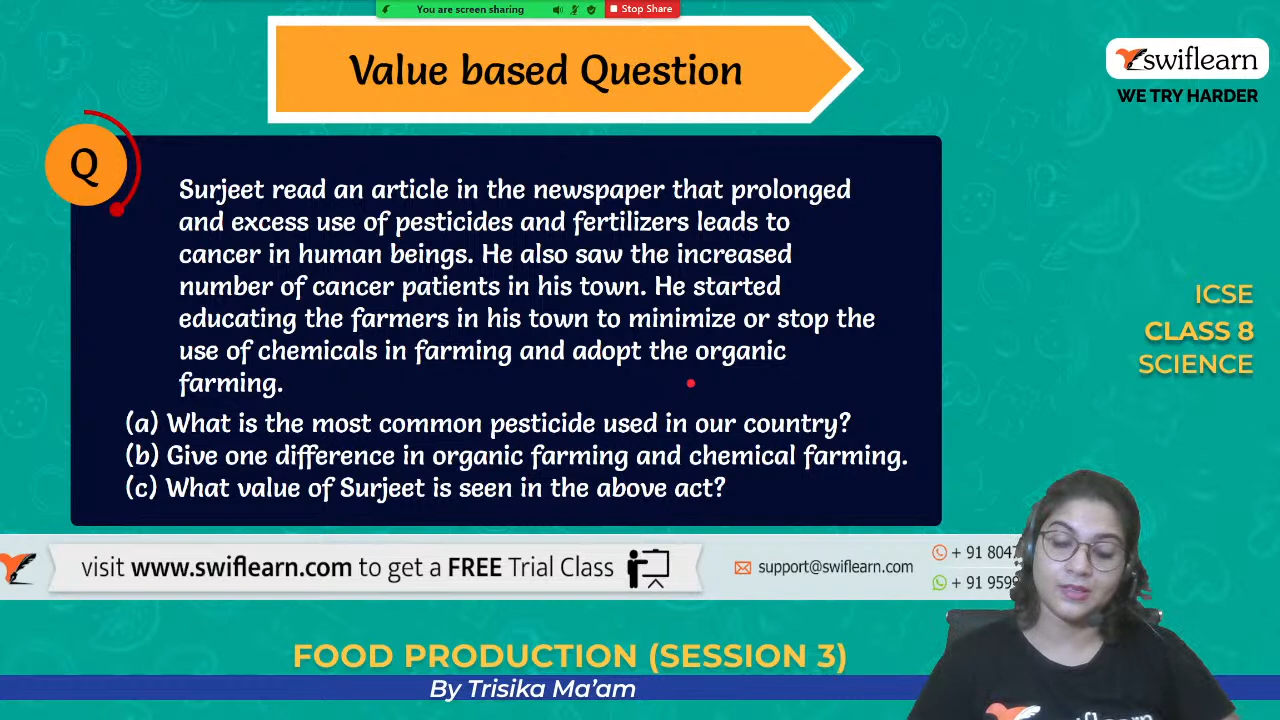 You are screen sharing
Stop Share
Value based Question
swiflearn
WE TRY HARDER
Q
Surjeet read an article in the newspaper that prolonged
and excess use of pesticides and fertilizers leads to
cancer in human beings. He also saw the increased
number of cancer patients in his town. He started
educating the farmers in his town to minimize or stop the
use of chemicals in farming and adopt the organic
farming.
(a) What is the most common pesticide used in our country?
(b) Give one difference in organic farming and chemical farming.
(c) What value of Surjeet is seen in the above act?
ICSE
CLASS 8
SCIENCE
visit www.swiflearn.com to get a FREE Trial Class
support@swiflearn.com
+ 91 8047
+ 91 9599
FOOD PRODUCTION (SESSION 3)
By Trisika Ma'am